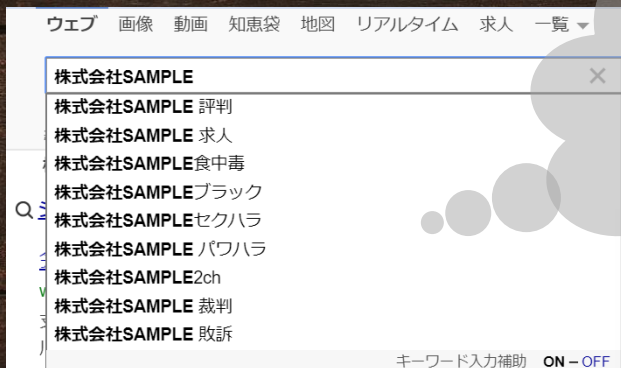 ウェブ 画像 動画 知恵袋 地図 リアルタイム 求人 一覧
株式会社SAMPLE
株式会社SAMPLE 評判
株式会社SAMPLE 求人
株式会社SAMPLE食中毒
株式会社SAMPLEブラック
株式会社SAMPLEセクハラ
株式会社SAMPLE パワハラ
株式会社SAMPLE2ch
株式会社SAMPLE 裁判
株式会社SAMPLE 敗訴
キーワード入力補助 ON – OFF